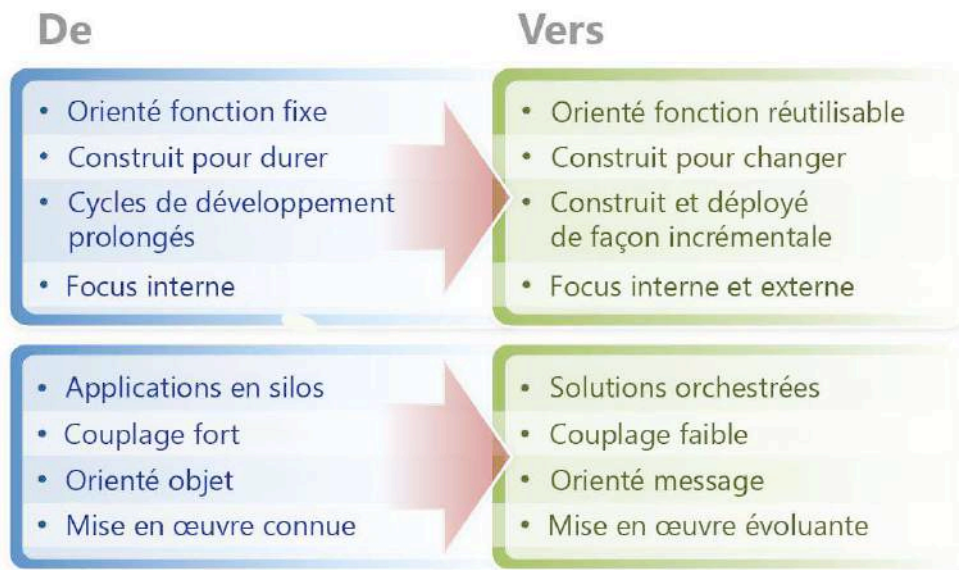 De
Vers
• Orienté fonction fixe
• Construit pour durer
• Cycles de développement
prolongés
• Focus interne
• Orienté fonction réutilisable
• Construit pour changer
• Construit et déployé
de façon incrémentale
• Focus interne et externe
• Applications en silos
• Couplage fort
• Orienté objet
• Mise en œuvre connue
• Solutions orchestrées
• Couplage faible
• Orienté message
• Mise en œuvre évoluante